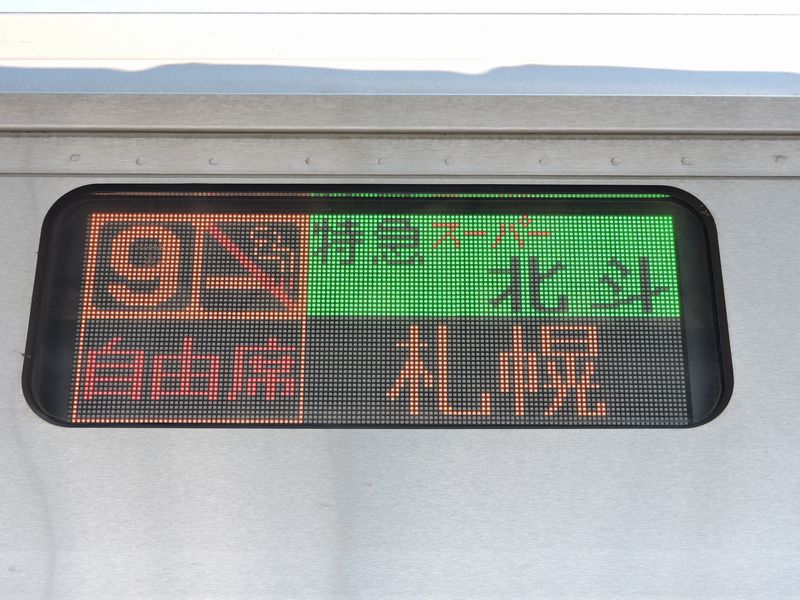 9
特急スーパー
北斗
自由席
札幌